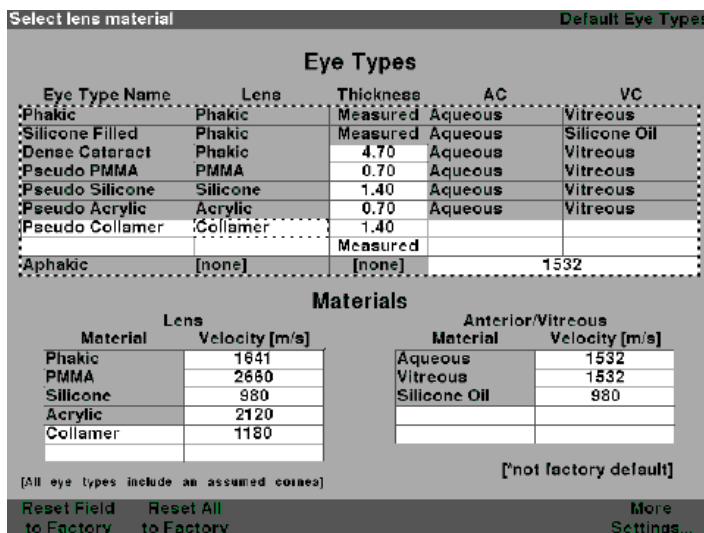 Select lens material Default Eye Types
Eye Types
Eye Type Name Lens Thickness AC VC
Phakic Phakic Measured Aqueous Vitreous
Silicone Filled Phakic Measured Aqueous Silicone Oil
Dense Cataract Phakic 4.70 Aqueous Vitreous
Pseudo PMMA PMMA 0.70 Aqueous Vitreous
Pseudo Silicone Silicone 1.40 Aqueous Vitreous
Pseudo Acrylic Acrylic 0.70 Aqueous Vitreous
Pseudo Collamer Collamer 1.40
Measured
Aphakic [none] [none] 1532
Materials
Lens Anterior/Vitreous
Material Velocity [m/s] Material Velocity [m/s]
Phakic 1641 Aqueous 1532
PMMA 2660 Vitreous 1532
Silicone 980 Silicone Oil 980
Acrylic 2120
Collamer 1180
[*not factory default]
[All eye types include an assumed cornea]
Reset Field Reset All More
to Factory to Factory Settings...